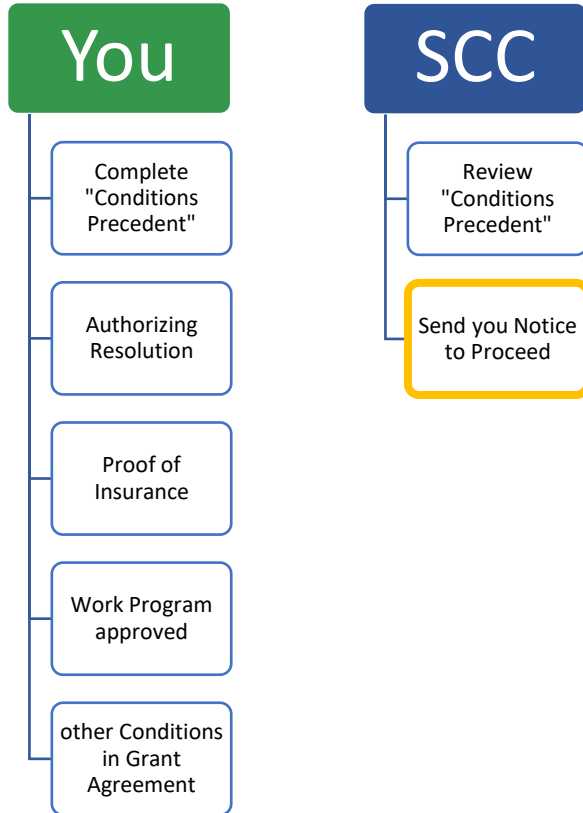 You
Complete
"Conditions
Precedent"
Authorizing
Resolution
Proof of
Insurance
Work Program
approved
other Conditions
in Grant
Agreement
SCC
Review
"Conditions
Precedent"
Send you Notice
to Proceed